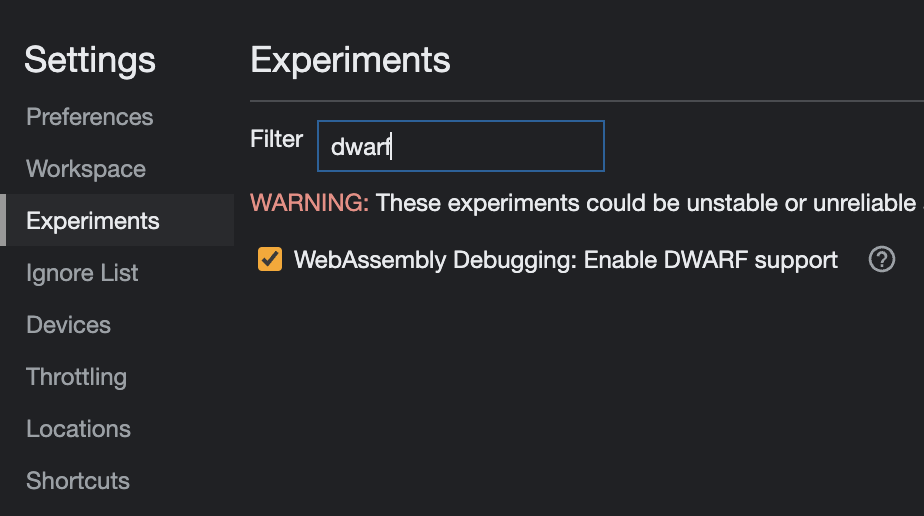 Settings
Preferences
Workspace
Experiments
Ignore List
Devices
Throttling
Locations
Shortcuts
Experiments
Filter dwarf
WARNING: These experiments could be unstable or unreliable
WebAssembly Debugging: Enable DWARF support ?